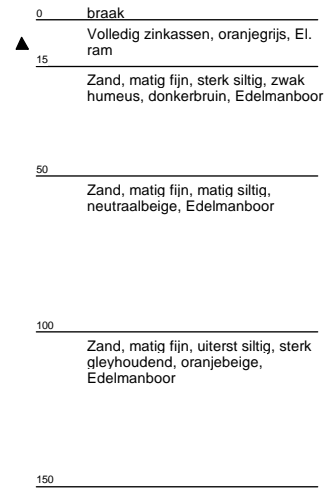 0 braak
Volledig zinkassen, oranjegrijs, El.
ram
15
Zand, matig fijn, sterk siltig, zwak
humeus, donkerbruin, Edelmanboor
50
Zand, matig fijn, matig siltig,
neutraalbeige, Edelmanboor
100
Zand, matig fijn, uiterst siltig, sterk
gleyhoudend, oranjebeige,
Edelmanboor
150